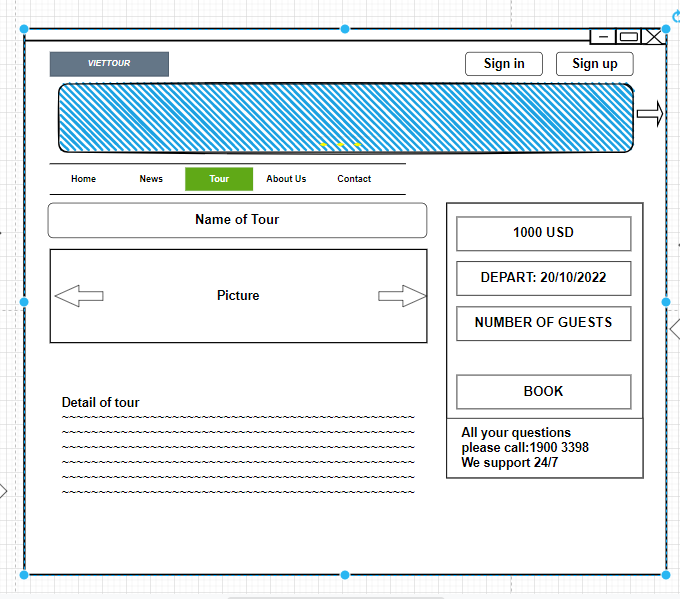 VIETTOUR
Sign in
Sign up
Home
News
Tour
About Us
Contact
Name of Tour
Picture
1000 USD
DEPART: 20/10/2022
NUMBER OF GUESTS
BOOK
Detail of tour
All your questions
please call:1900 3398
We support 24/7